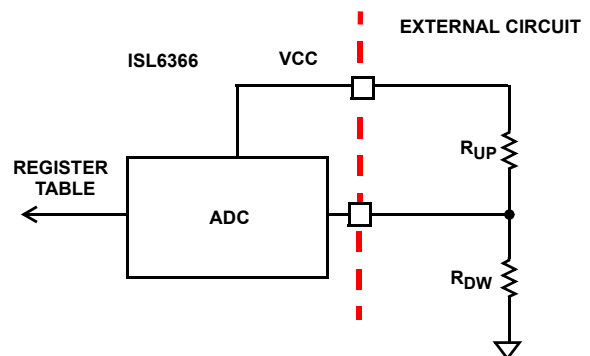 EXTERNAL CIRCUIT
ISL6366
VCC
RUP
REGISTER
TABLE
ADC
RDW